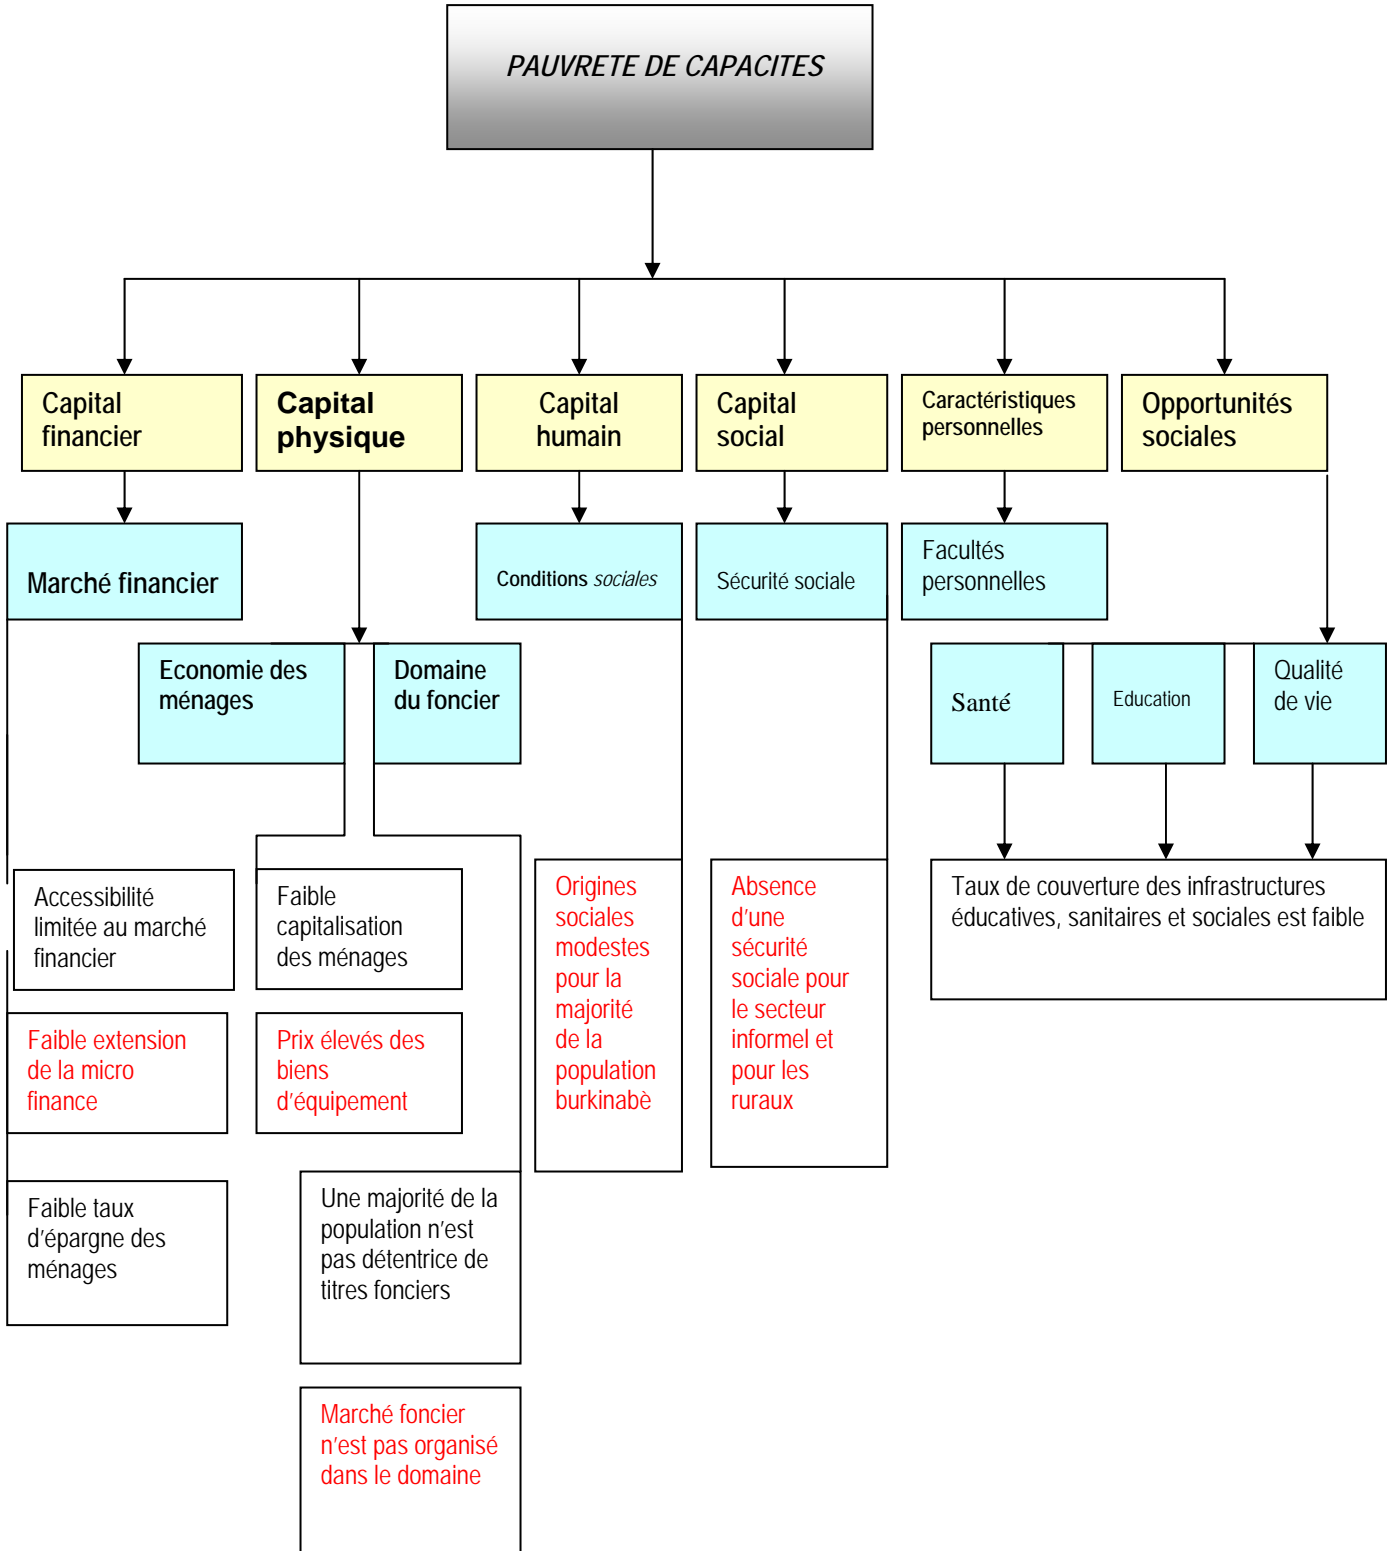 PAUVRETE DE CAPACITES
Capital
financier
Capital
physique
Capital
humain
Capital
social
Caractéristiques
personnelles
Opportunités
sociales
Marché financier
Conditions sociales
Sécurité sociale
Facultés
personnelles
Economie des
ménages
Domaine
du foncier
Santé
Education
Qualité
de vie
Accessibilité
limitée au marché
financier
Faible
capitalisation
des ménages
Origines
sociales
modestes
pour la
majorité
de la
population
burkinabè
Absence
d’une
sécurité
sociale pour
le secteur
informel et
pour les
ruraux
Taux de couverture des infrastructures
éducatives, sanitaires et sociales est faible
Faible extension
de la micro
finance
Prix élevés des
biens
d’équipement
Faible taux
d’épargne des
ménages
Une majorité de la
population n’est
pas détentrice de
titres fonciers
Marché foncier
n’est pas organisé
dans le domaine